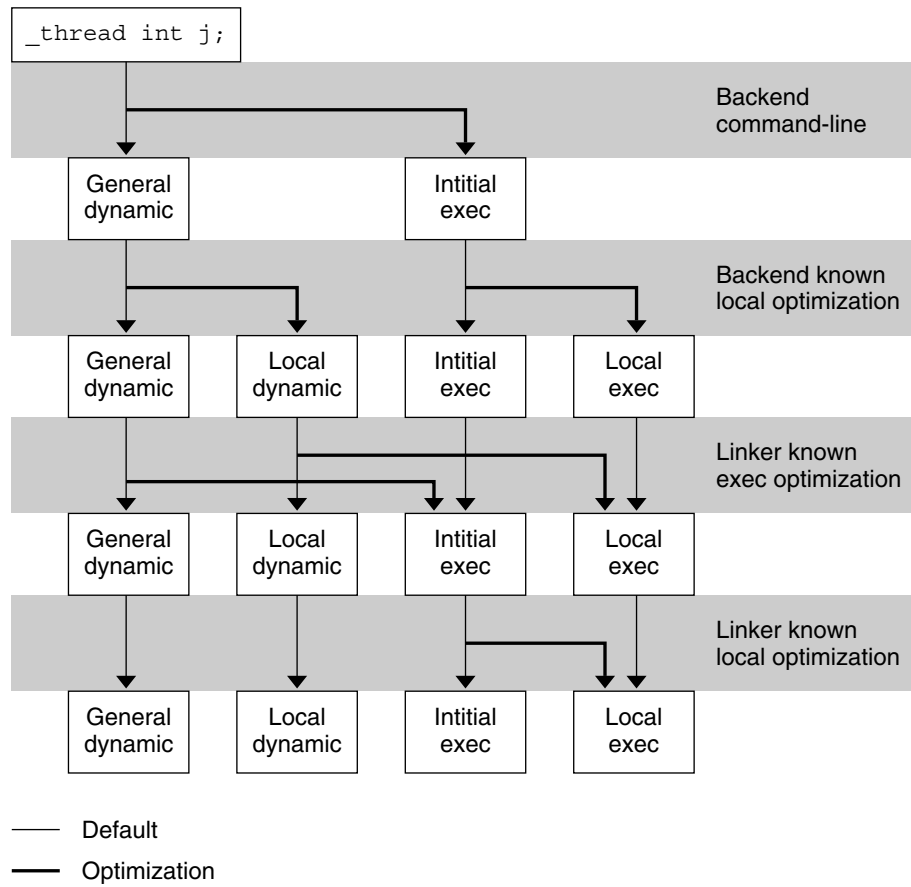 _thread int j;
Backend
command-line
General
dynamic
Intitial
exec
Backend known
local optimization
General
dynamic
Local
dynamic
Intitial
exec
Local
exec
Linker known
exec optimization
General
dynamic
Local
dynamic
Intitial
exec
Local
exec
Linker known
local optimization
General
dynamic
Local
dynamic
Intitial
exec
Local
exec
Default
Optimization